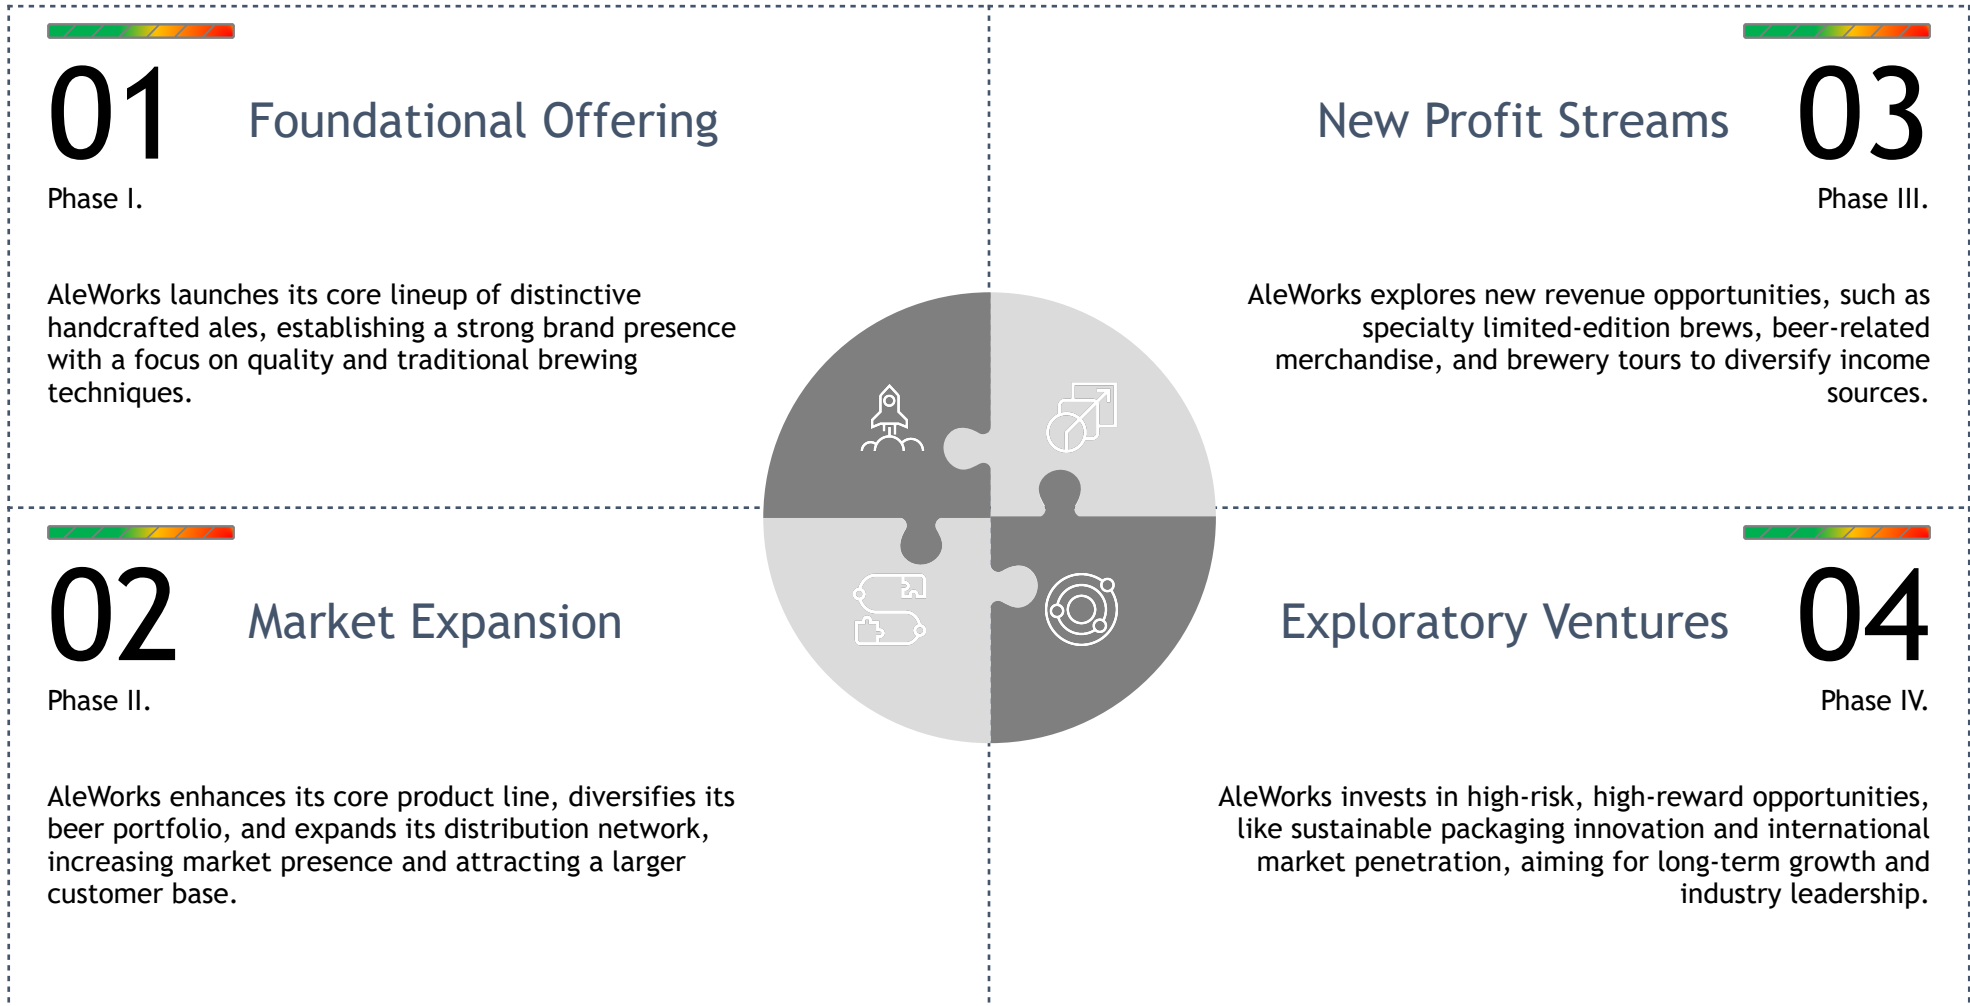 01
Foundational Offering
Phase I.
AleWorks launches its core lineup of distinctive
handcrafted ales, establishing a strong brand presence
with a focus on quality and traditional brewing
techniques.
02
Market Expansion
Phase II.
AleWorks enhances its core product line, diversifies its
beer portfolio, and expands its distribution network,
increasing market presence and attracting a larger
customer base.
New Profit Streams
03
Phase III.
AleWorks explores new revenue opportunities, such as
specialty limited-edition brews, beer-related
merchandise, and brewery tours to diversify income
sources.
Exploratory Ventures
04
Phase IV.
AleWorks invests in high-risk, high-reward opportunities,
like sustainable packaging innovation and international
market penetration, aiming for long-term growth and
industry leadership.